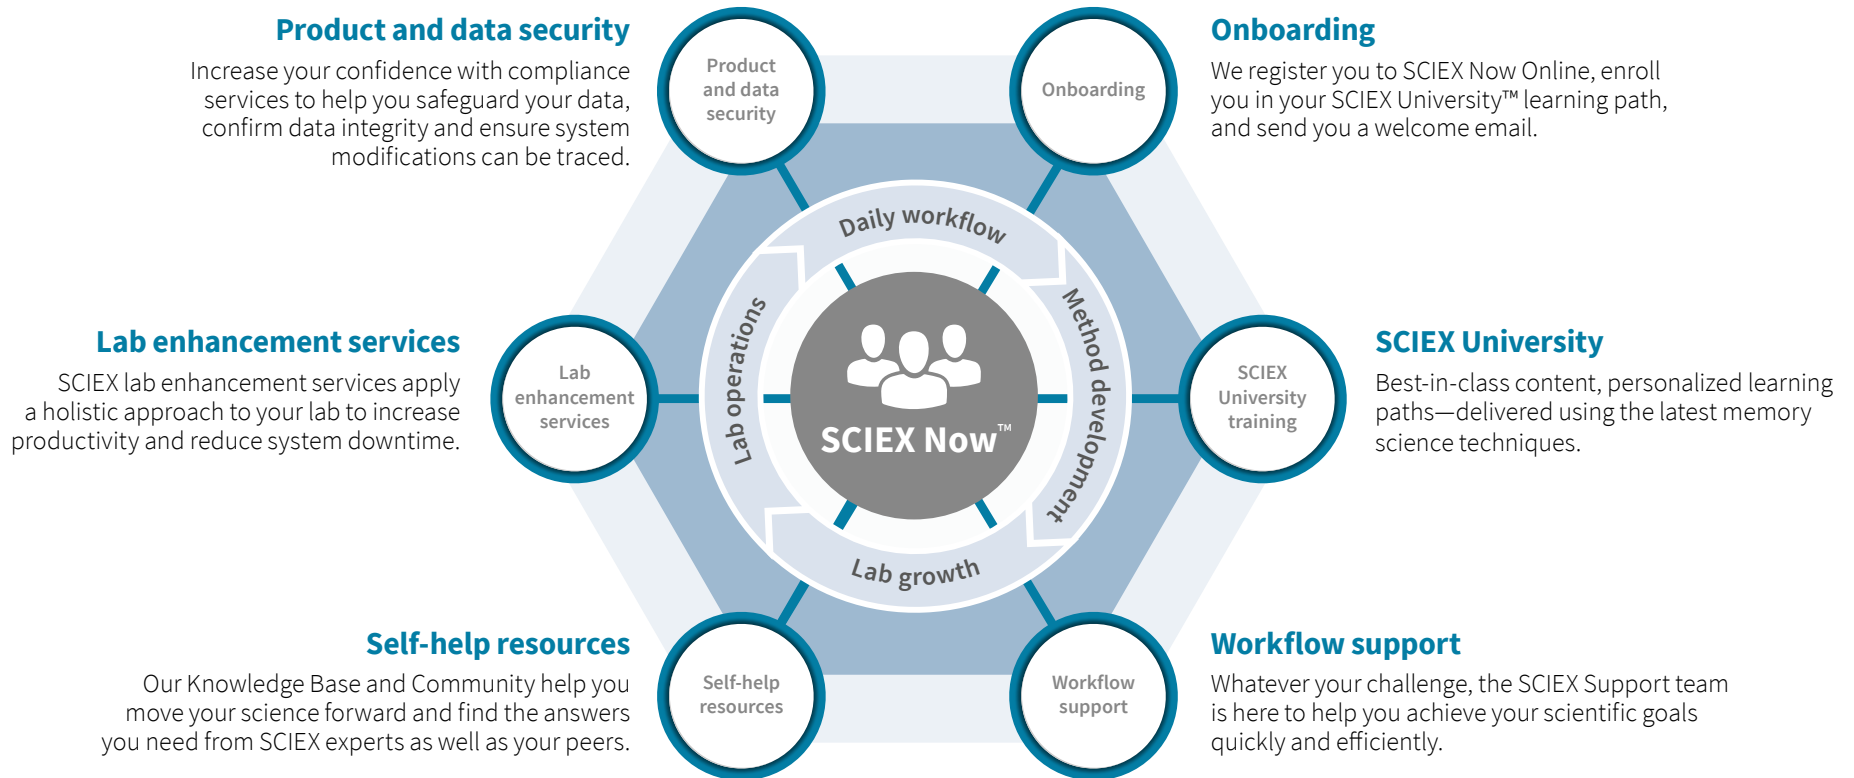 Product and data security
Increase your confidence with compliance
services to help you safeguard your data,
confirm data integrity and ensure system
modifications can be traced.
Product
and data
security
Onboarding
Onboarding
We register you to SCIEX Now Online, enroll
you in your SCIEX University™ learning path,
and send you a welcome email.
Daily workflow
Method development
Lab growth
Lab operations
SCIEX Now™
Lab enhancement services
SCIEX lab enhancement services apply
a holistic approach to your lab to increase
productivity and reduce system downtime.
Lab
enhancement
services
SCIEX
University
training
SCIEX University
Best-in-class content, personalized learning
paths—delivered using the latest memory
science techniques.
Self-help resources
Our Knowledge Base and Community help you
move your science forward and find the answers
you need from SCIEX experts as well as your peers.
Self-help
resources
Workflow
support
Workflow support
Whatever your challenge, the SCIEX Support team
is here to help you achieve your scientific goals
quickly and efficiently.